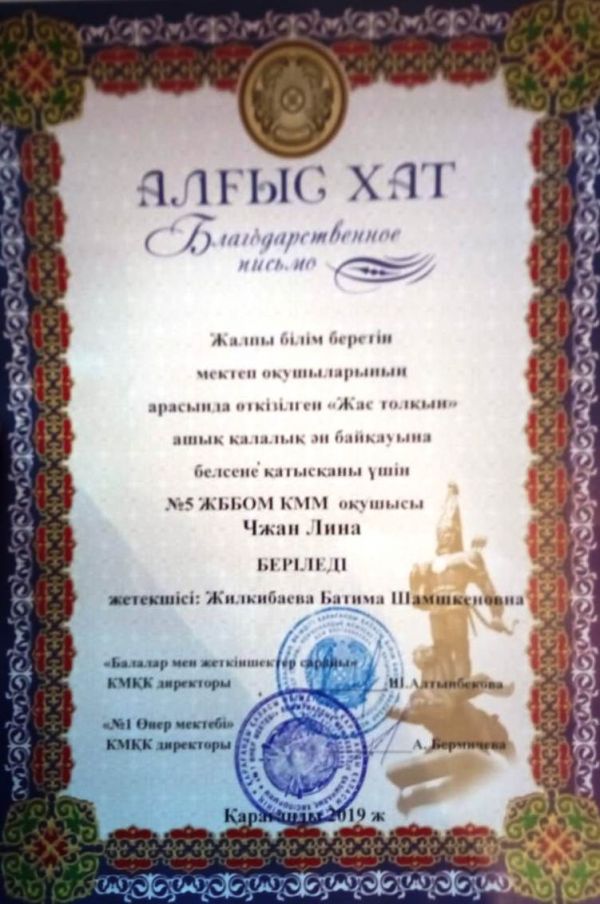 АЛҒЫС ХАТ
Благодарственное
письмо
Жалпы білім беретін
мектеп оқушыларының
арасында өткізілген «Жас толқын»
ашық қалалық ән байқауына
белсене қатысқаны үшін
№5 ЖББОМ КММ оқушысы
Чжан Лина
БЕРІЛЕДІ
жетекшісі: Жилкибаева Батима Шамшкеновна
«Балалар мен жеткіншектер сарайы»
КМҚК директоры Ш.Алтынбекова
«№1 Өнер мектебі»
КМҚК директоры А. Бермичева
Қарағанды 2019 ж